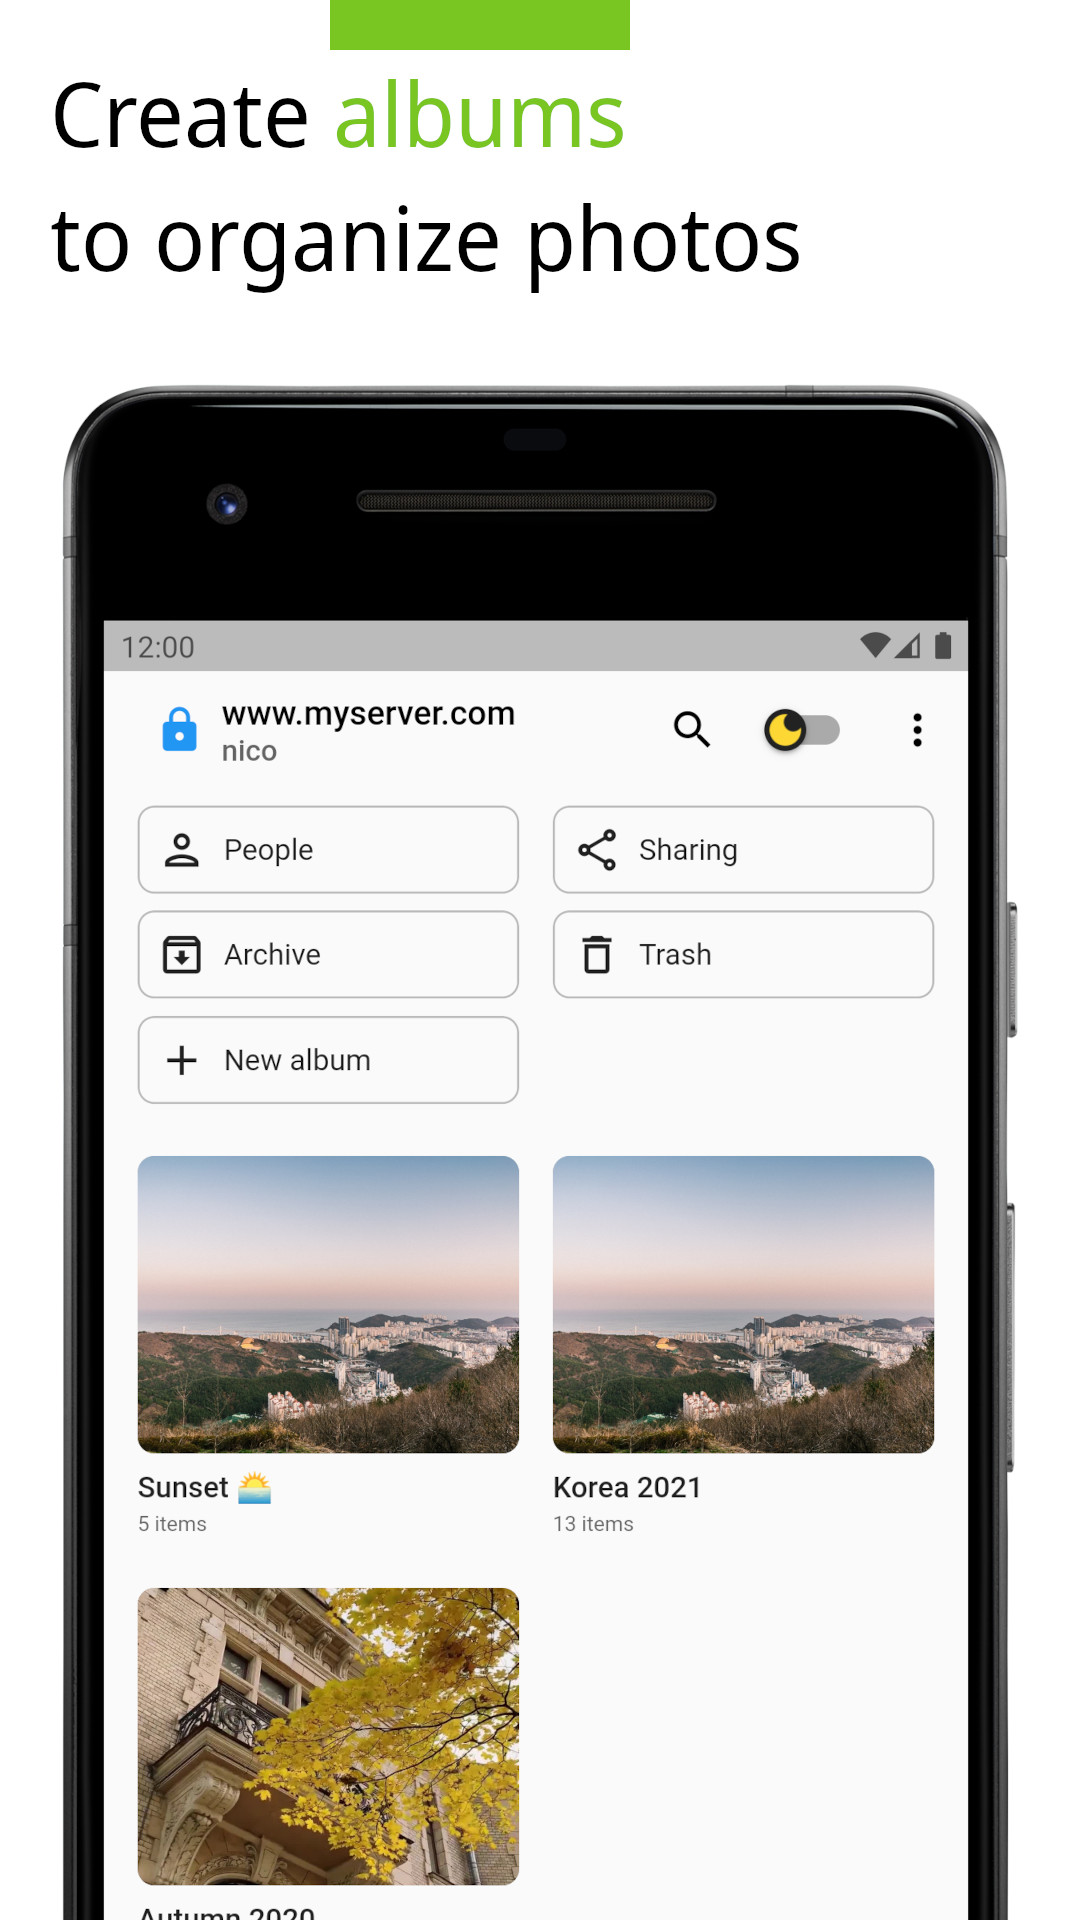 Create albums
to organize photos
12:00
www.myserver.com
nico
People
Sharing
Archive
Trash
New album
Sunset 🌅
Korea 2021
5 items
13 items
Autumn 2020